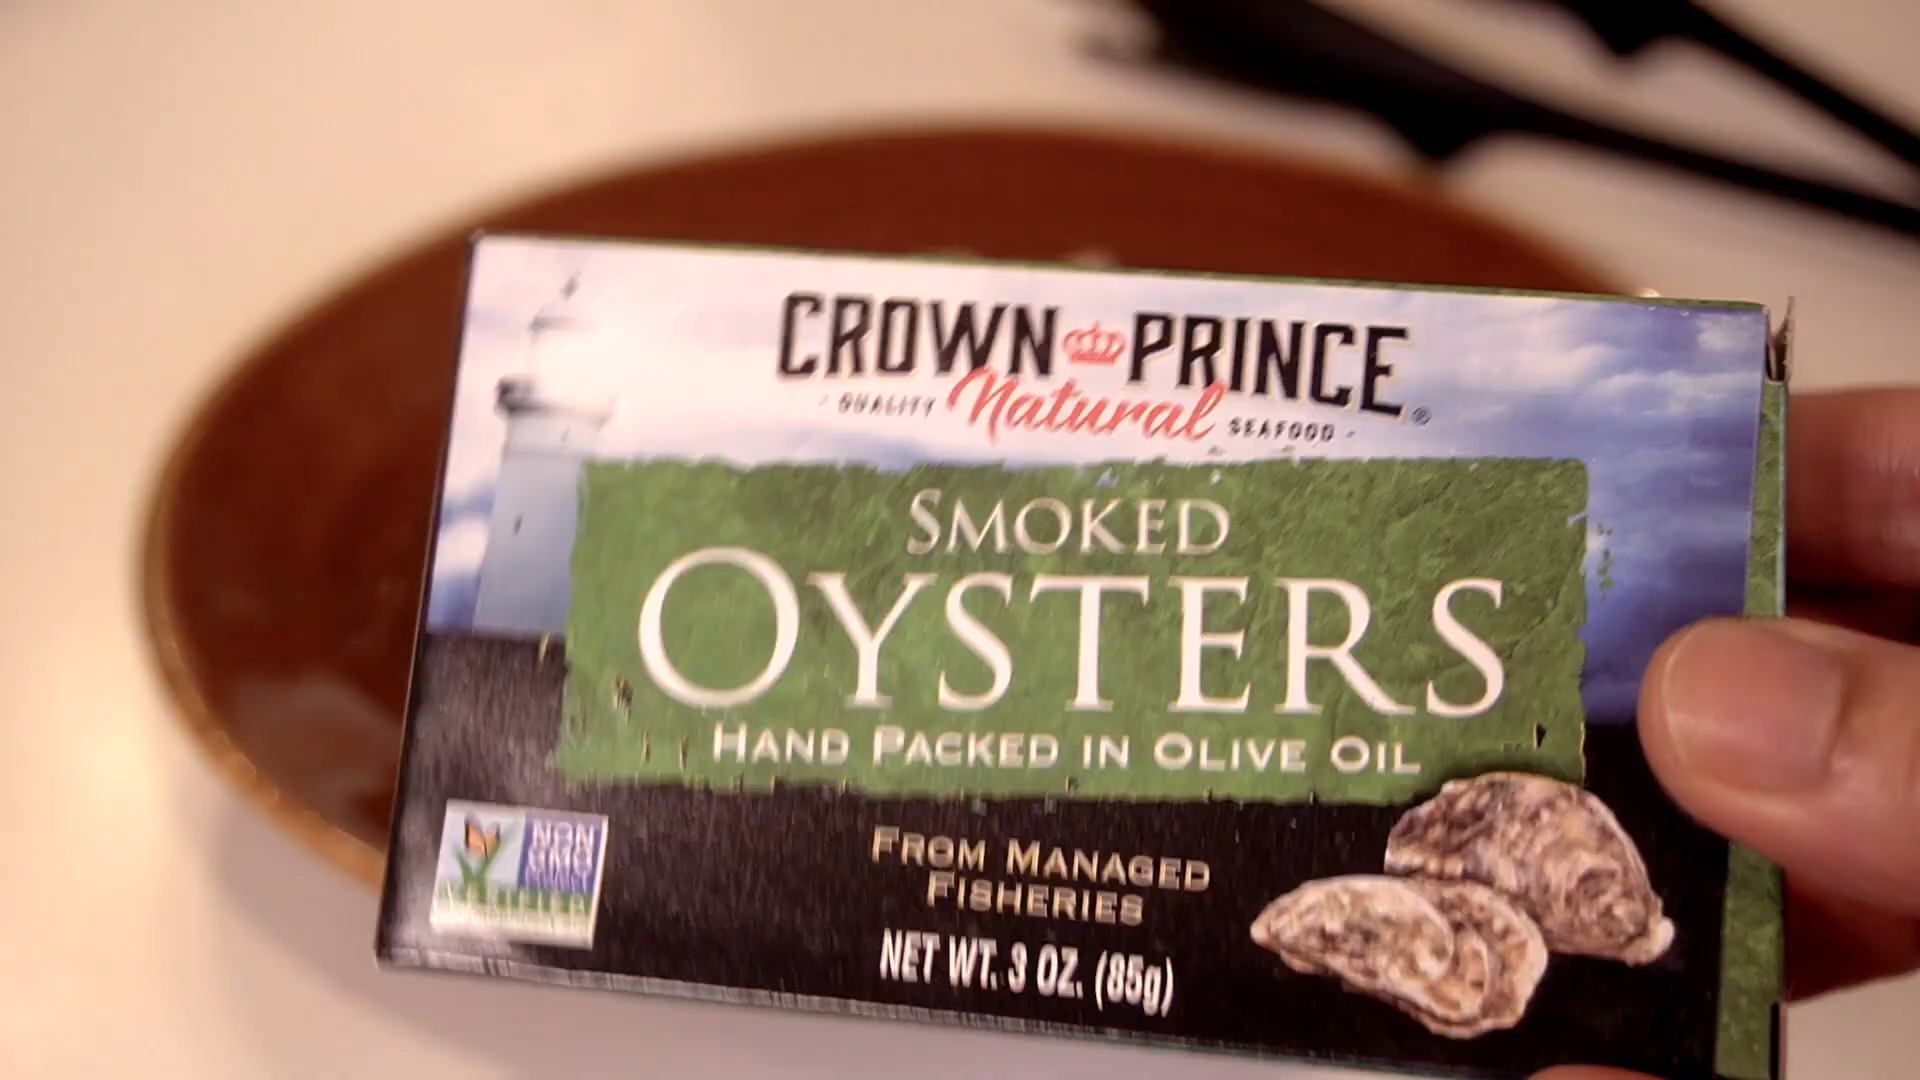 CROWN PRINCE
· QUALITY Natural SEAFOOD ·
SMOKED
OYSTERS
HAND PACKED IN OLIVE OIL
FROM MANAGED
FISHERIES
NET WT. 3 OZ. (85g)
NON
GMO
VERIFIED